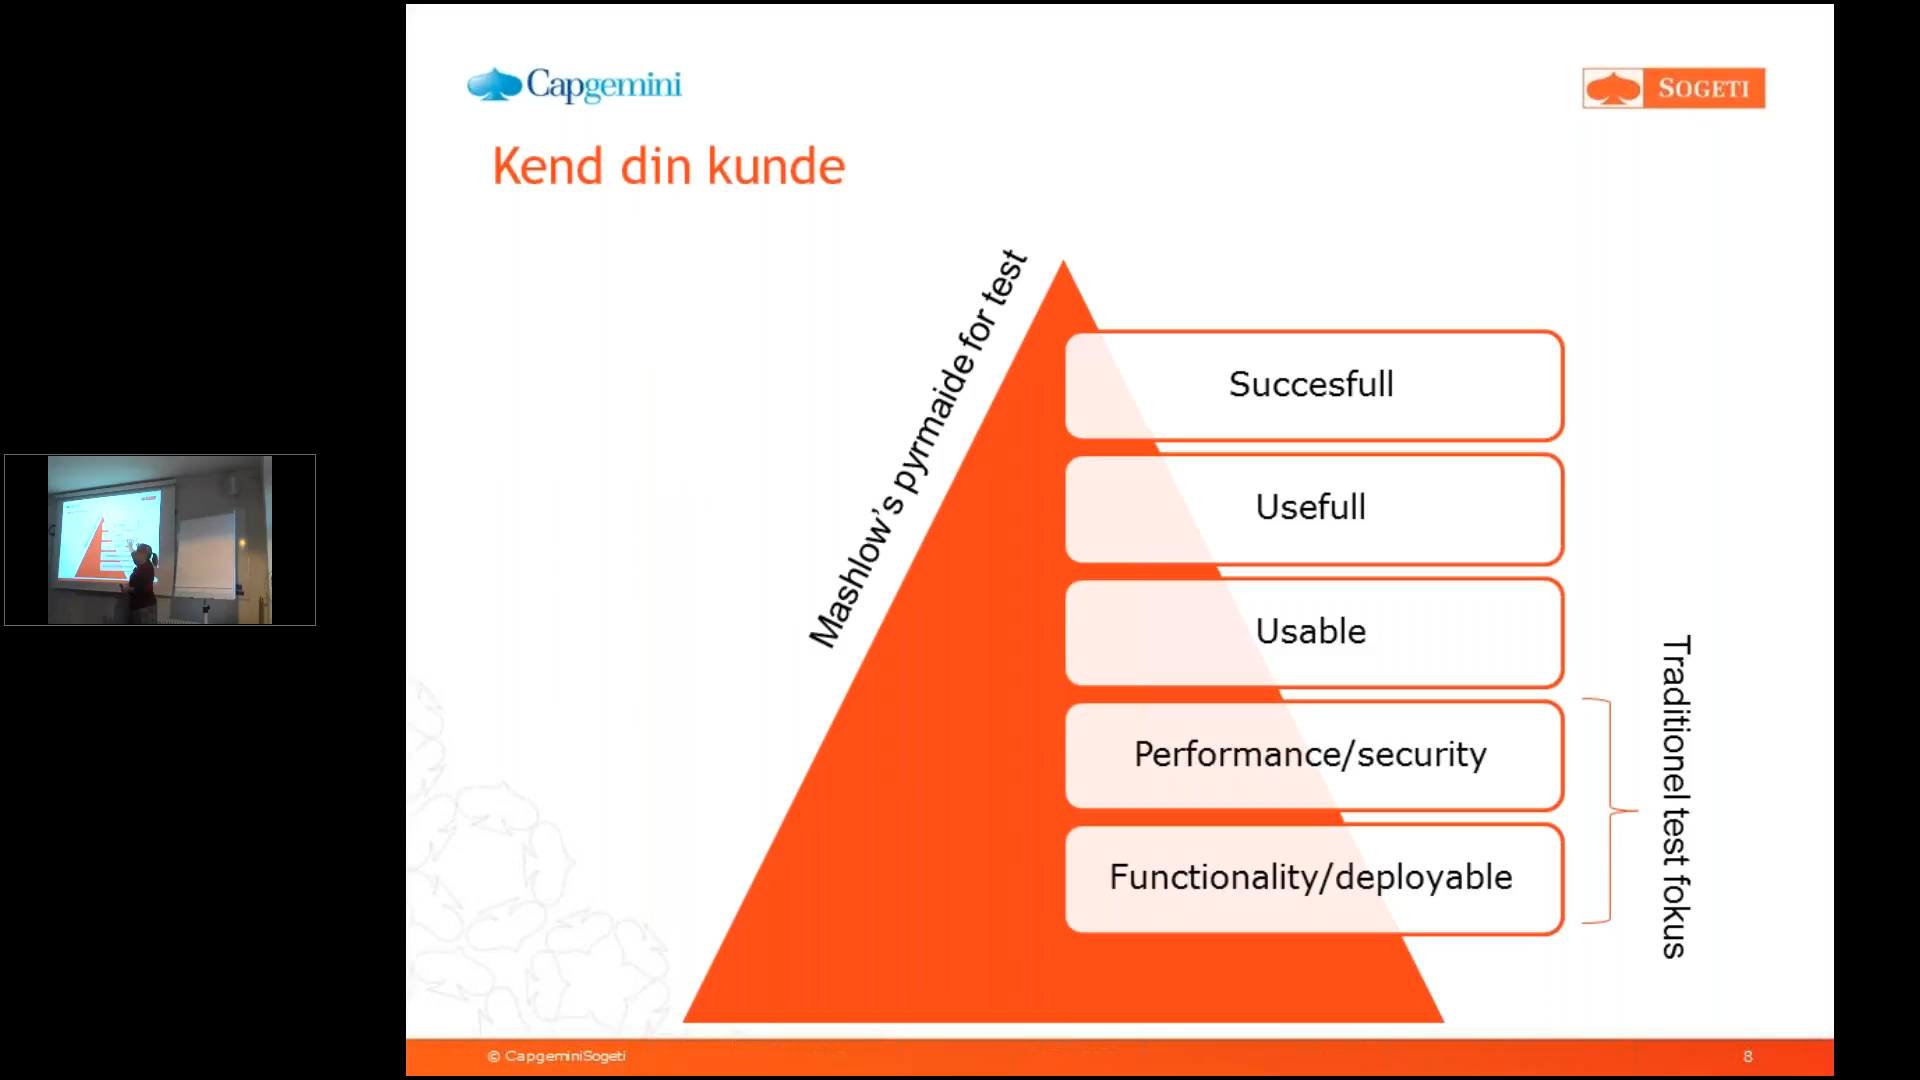 Capgemini
SOGETI
Kend din kunde
Mashlow's pyrmaide for test
Succesfull
Usefull
Usable
Performance/security
Functionality/deployable
Traditionel test fokus
© CapgeminiSogeti
8